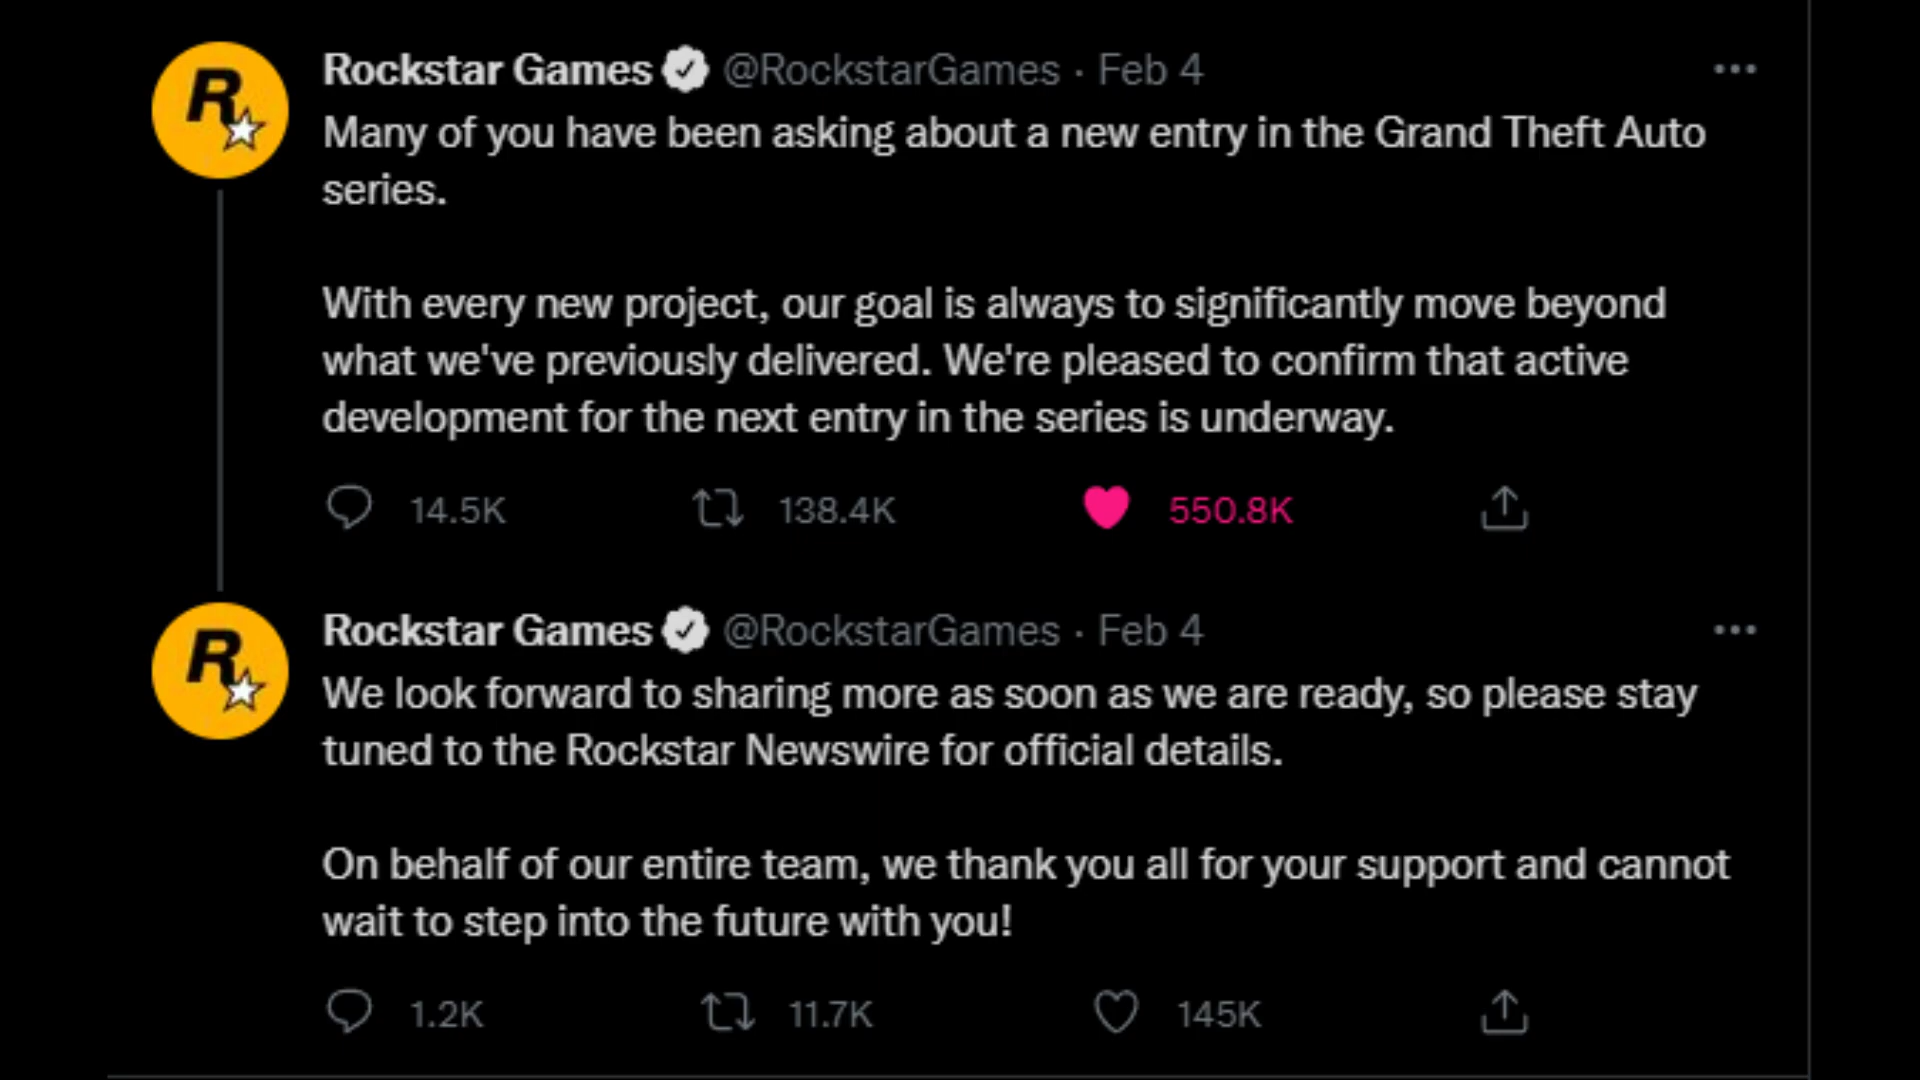 Rockstar Games @RockstarGames · Feb 4
Many of you have been asking about a new entry in the Grand Theft Auto
series.
With every new project, our goal is always to significantly move beyond
what we've previously delivered. We're pleased to confirm that active
development for the next entry in the series is underway.
14.5K 138.4K 550.8K
Rockstar Games @RockstarGames · Feb 4
We look forward to sharing more as soon as we are ready, so please stay
tuned to the Rockstar Newswire for official details.
On behalf of our entire team, we thank you all for your support and cannot
wait to step into the future with you!
1.2K 11.7K 145K